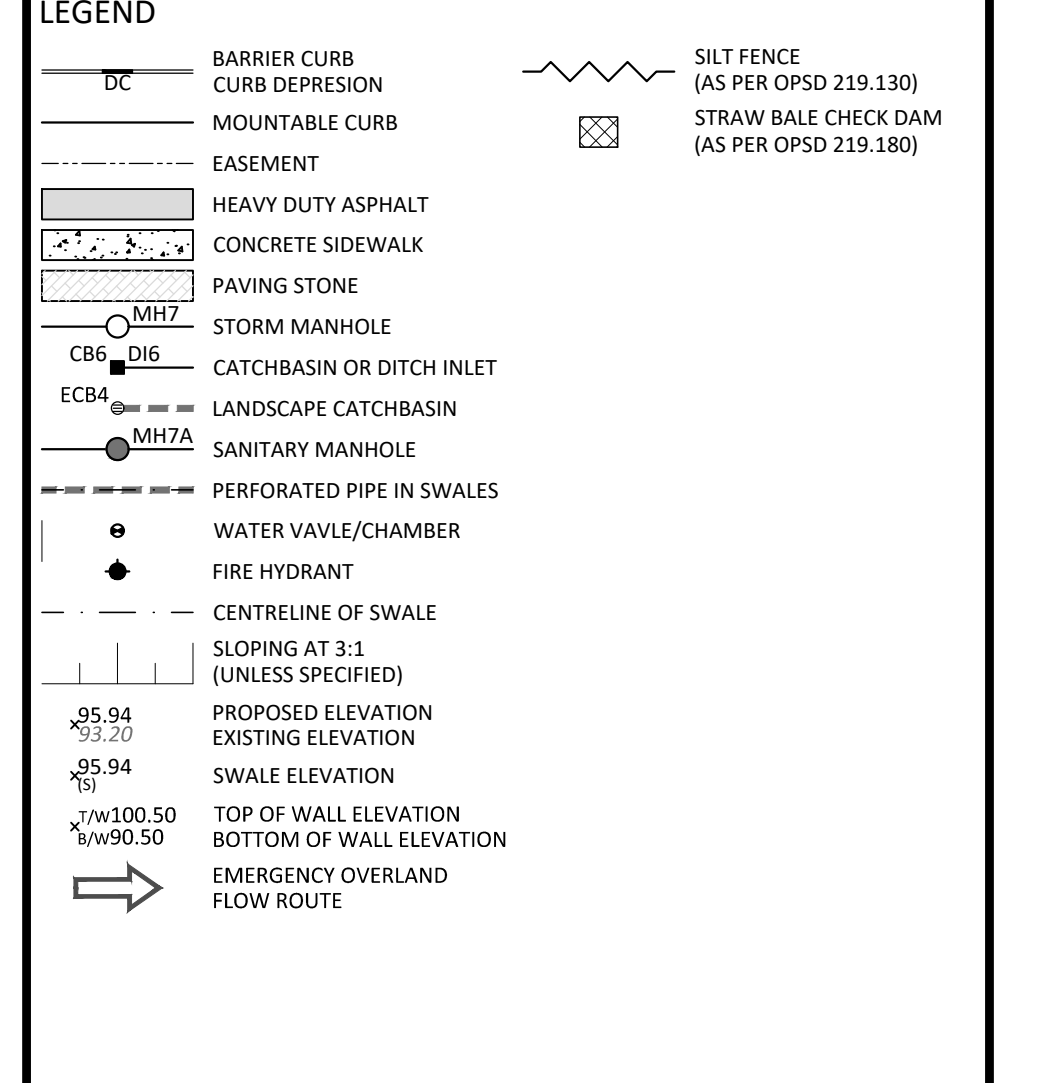 LEGEND
BARRIER CURB
DC
CURB DEPRESION
MOUNTABLE CURB
EASEMENT
HEAVY DUTY ASPHALT
CONCRETE SIDEWALK
PAVING STONE
MH7
STORM MANHOLE
CB6 DI6
CATCHBASIN OR DITCH INLET
ECB4
LANDSCAPE CATCHBASIN
MH7A
SANITARY MANHOLE
PERFORATED PIPE IN SWALES
WATER VAVLE/CHAMBER
FIRE HYDRANT
CENTRELINE OF SWALE
SLOPING AT 3:1
(UNLESS SPECIFIED)
95.94 PROPOSED ELEVATION
93.20 EXISTING ELEVATION
95.94
(S)
SWALE ELEVATION
T/W100.50 TOP OF WALL ELEVATION
B/W90.50 BOTTOM OF WALL ELEVATION
EMERGENCY OVERLAND
FLOW ROUTE
SILT FENCE
(AS PER OPSD 219.130)
STRAW BALE CHECK DAM
(AS PER OPSD 219.180)